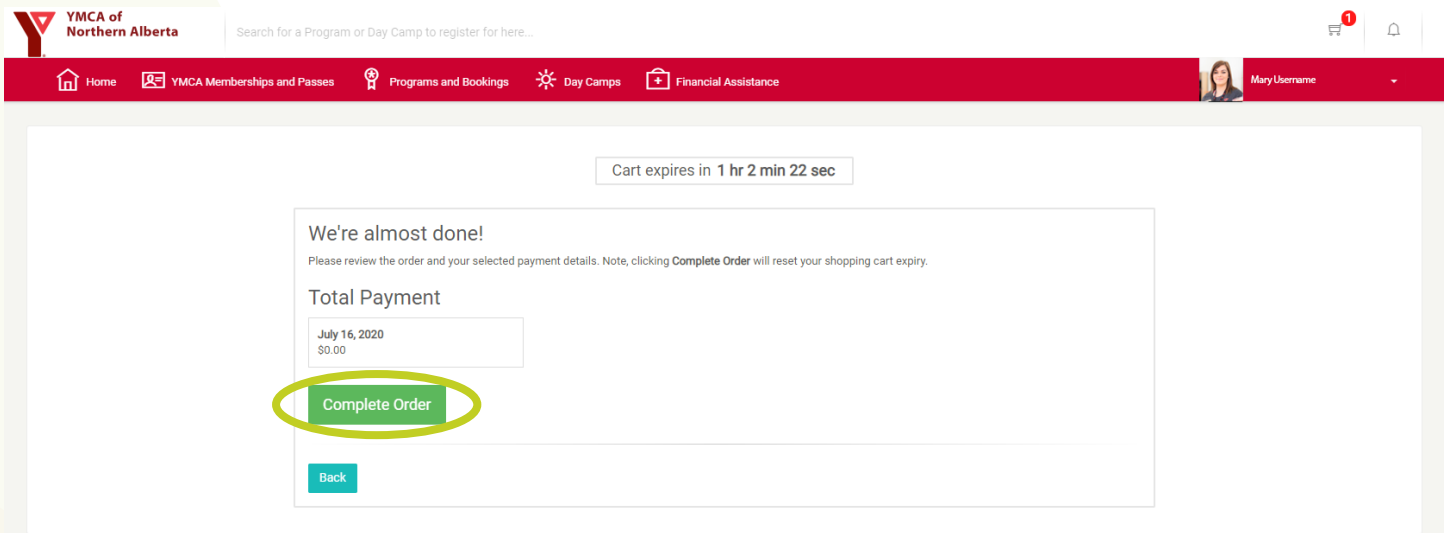 YMCA of
Northern Alberta
Search for a Program or Day Camp to register for here...
1
Home YMCA Memberships and Passes Programs and Bookings Day Camps Financial Assistance Mary Username
Cart expires in 1 hr 2 min 22 sec
We're almost done!
Please review the order and your selected payment details. Note, clicking Complete Order will reset your shopping cart expiry.
Total Payment
July 16, 2020
$0.00
Complete Order
Back